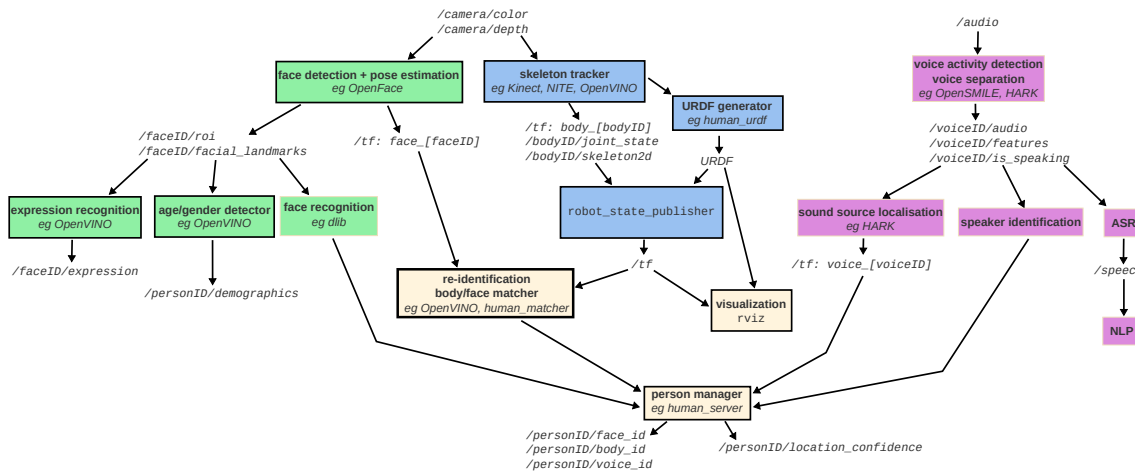 /camera/color
/camera/depth
/audio
face detection + pose estimation
eg OpenFace
skeleton tracker
eg Kinect, NITE, OpenVINO
voice activity detection
voice separation
eg OpenSMILE, HARK
URDF generator
eg human_urdf
/faceID/roi
/faceID/facial_landmarks
/tf: face_[faceID]
/tf: body_[bodyID]
/bodyID/joint_state
/bodyID/skeleton2d
URDF
/voiceID/audio
/voiceID/features
/voiceID/is_speaking
expression recognition
eg OpenVINO
age/gender detector
eg OpenVINO
face recognition
eg dlib
robot_state_publisher
sound source localisation
eg HARK
speaker identification
ASR
/faceID/expression
/personID/demographics
/tf
/tf: voice_[voiceID]
/speec
re-identification
body/face matcher
eg OpenVINO, human_matcher
visualization
rviz
NLP
person manager
eg human_server
/personID/face_id
/personID/body_id
/personID/voice_id
/personID/location_confidence